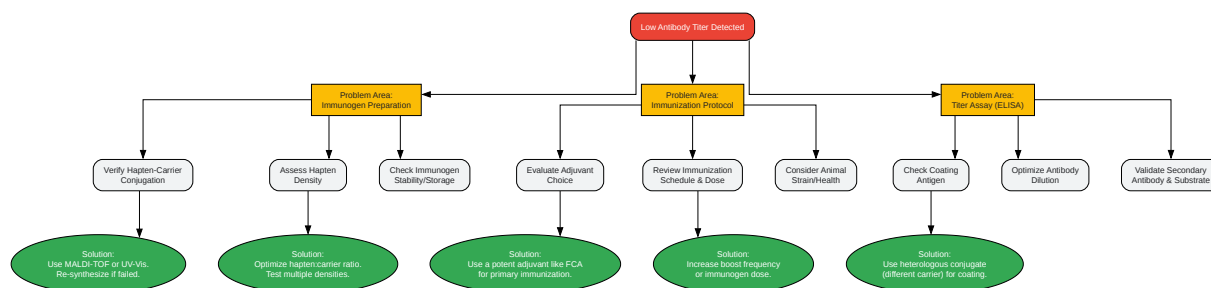 Low Antibody Titer Detected
Problem Area:
Immunogen Preparation
Problem Area:
Immunization Protocol
Problem Area:
Titer Assay (ELISA)
Verify Hapten-Carrier
Conjugation
Assess Hapten
Density
Check Immunogen
Stability/Storage
Evaluate Adjuvant
Choice
Review Immunization
Schedule & Dose
Consider Animal
Strain/Health
Check Coating
Antigen
Optimize Antibody
Dilution
Validate Secondary
Antibody & Substrate
Solution:
Use MALDI-TOF or UV-Vis.
Re-synthesize if failed.
Solution:
Optimize hapten:carrier ratio.
Test multiple densities.
Solution:
Use a potent adjuvant like FCA
for primary immunization.
Solution:
Increase boost frequency
or immunogen dose.
Solution:
Use heterologous conjugate
(different carrier) for coating.